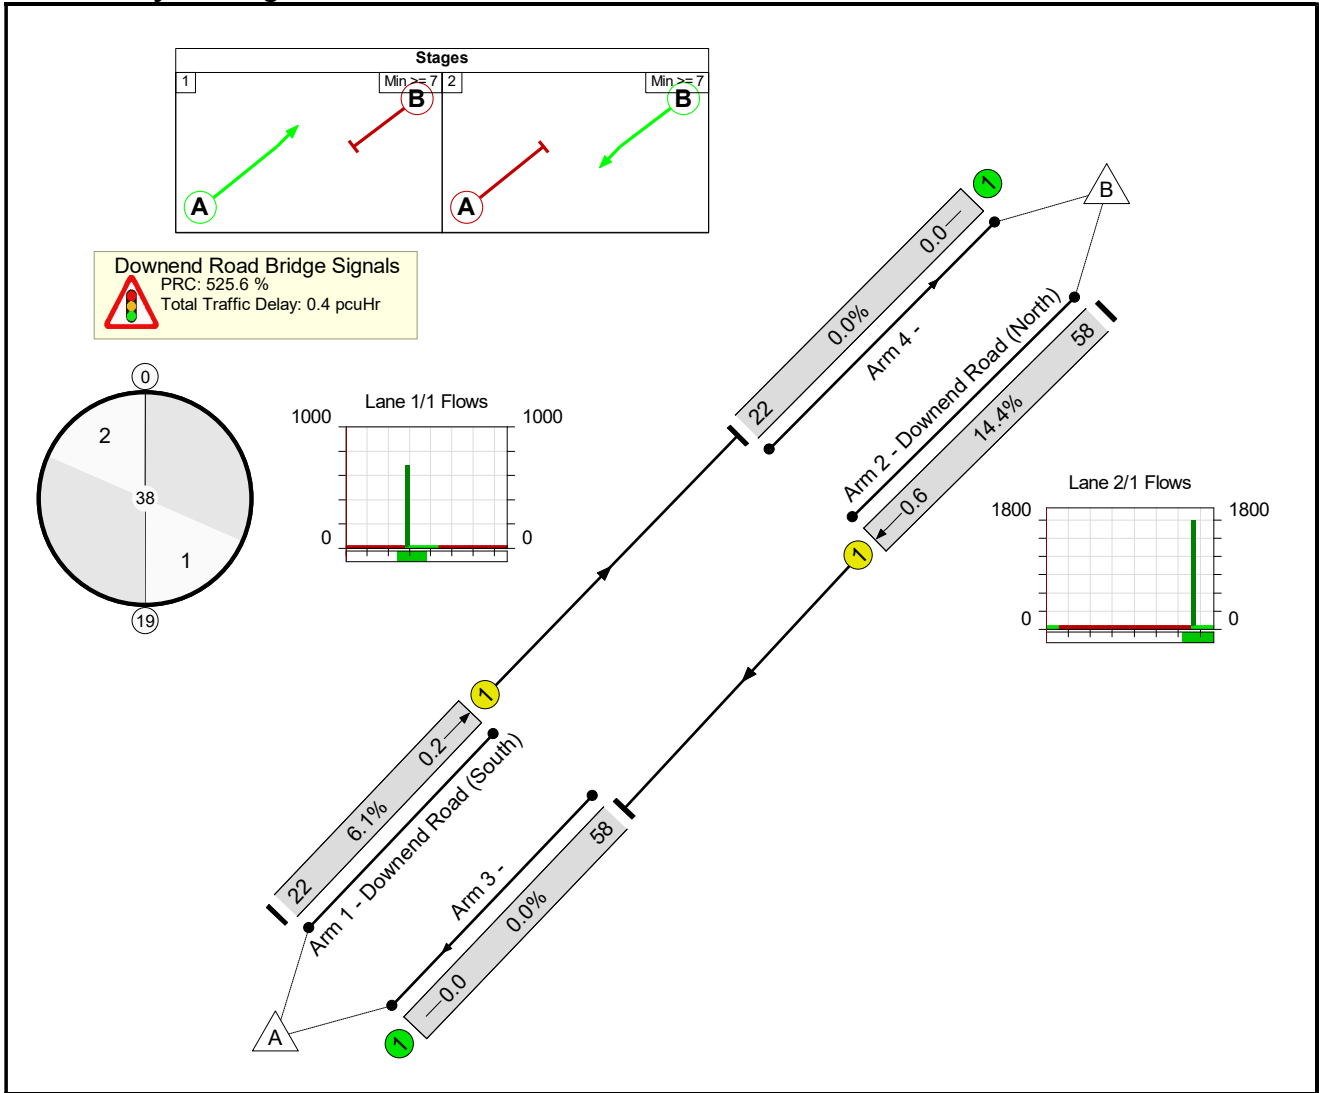 Stages
1
Min >= 7
2
Min >= 7
B
B
A
A
Downend Road Bridge Signals
PRC: 525.6 %
Total Traffic Delay: 0.4 pcuHr
0
2
38
1
19
Lane 1/1 Flows
1000
1000
0
0
1
B
0.0
0.0%
22
Arm 4 -
Arm 2 - Downend Road (North)
58
14.4%
0.6
1
Lane 2/1 Flows
1800
1800
0
0
1
0.2
6.1%
22
Arm 1 - Downend Road (South)
Arm 3 -
58
0.0%
0.0
1
A